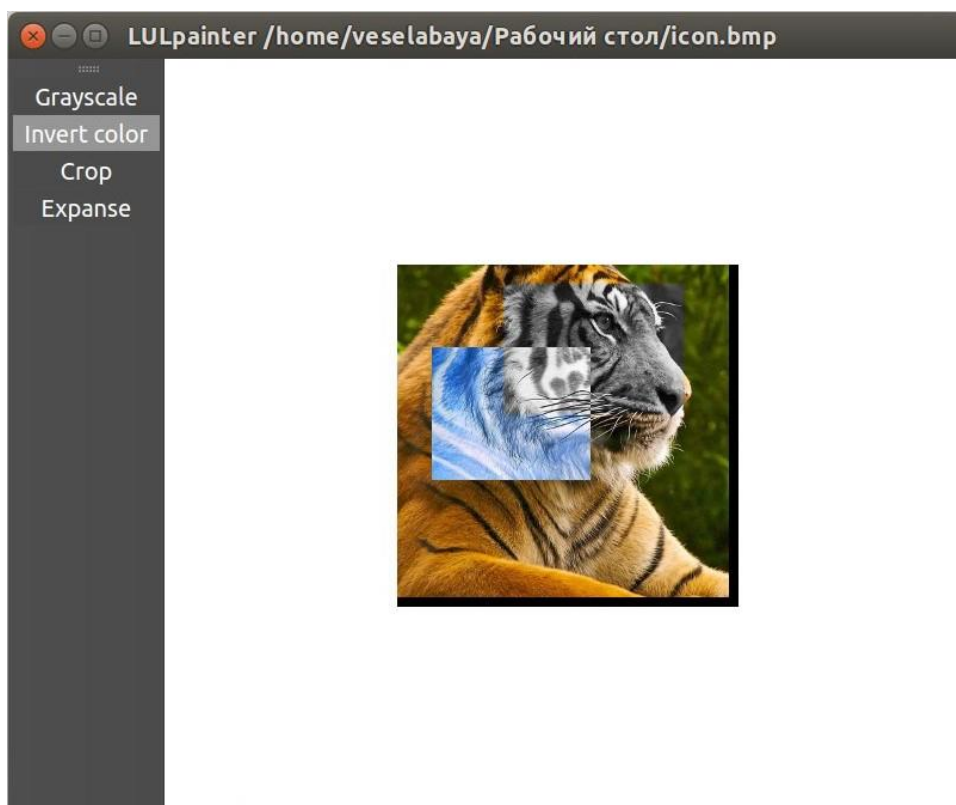 LULpainter /home/veselabaya/Рабочий стол/icon.bmp
Grayscale
Invert color
Crop
Expanse